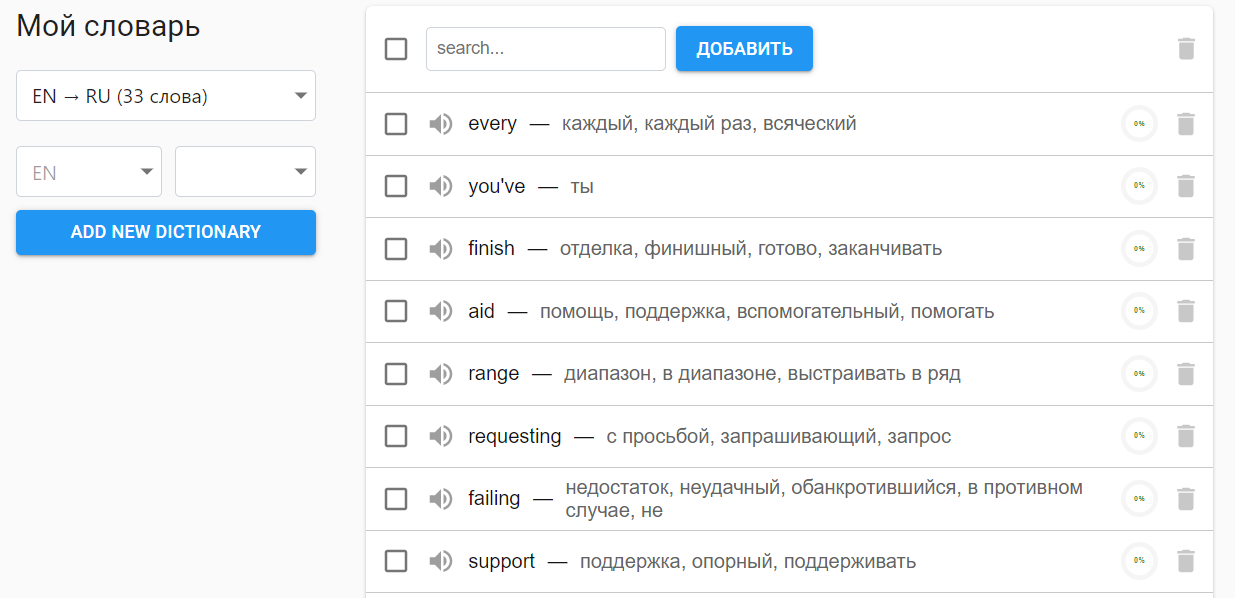 Мой словарь
EN → RU (33 слова)
EN
ADD NEW DICTIONARY
search...
ДОБАВИТЬ
every — каждый, каждый раз, всяческий 0%
you've — ты 0%
finish — отделка, финишный, готово, заканчивать 0%
aid — помощь, поддержка, вспомогательный, помогать 0%
range — диапазон, в диапазоне, выстраивать в ряд 0%
requesting — с просьбой, запрашивающий, запрос 0%
failing — недостаток, неудачный, обанкротившийся, в противном
случае, не 0%
support — поддержка, опорный, поддерживать 0%